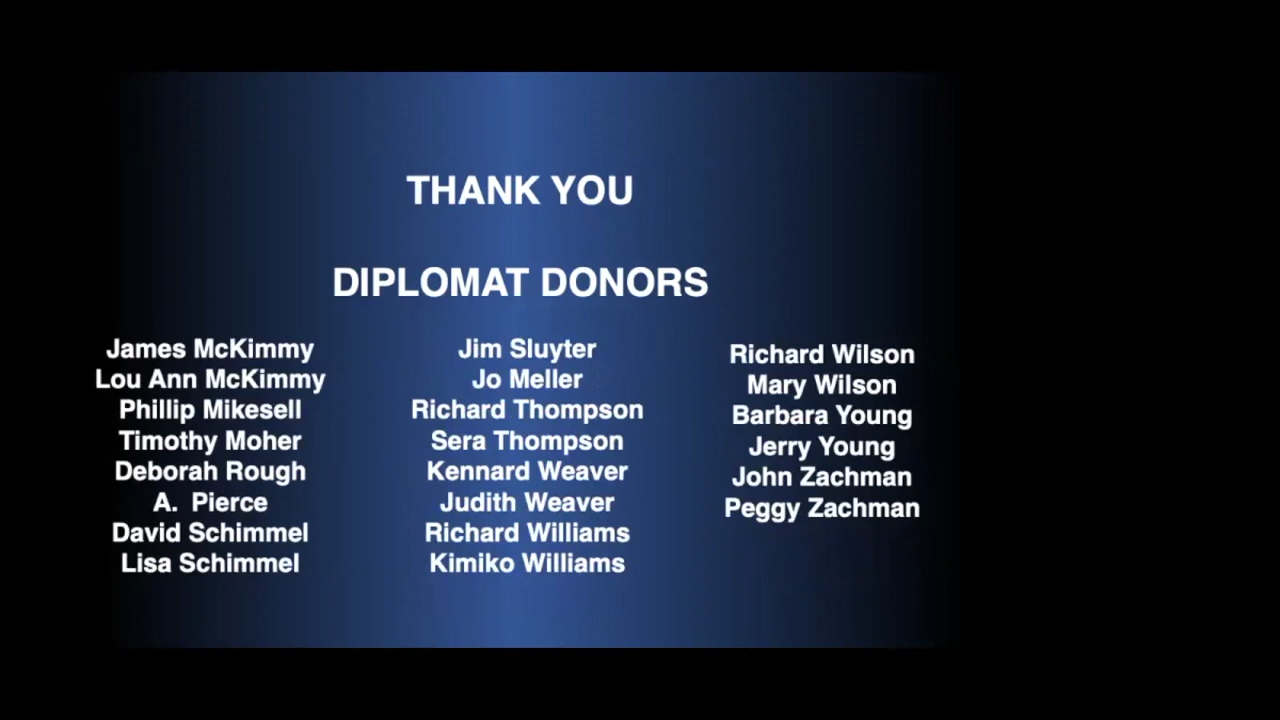 THANK YOU
DIPLOMAT DONORS
James McKimmy
Lou Ann McKimmy
Phillip Mikesell
Timothy Moher
Deborah Rough
A.  Pierce
David Schimmel
Lisa Schimmel
Jim Sluyter
Jo Meller
Richard Thompson
Sera Thompson
Kennard Weaver
Judith Weaver
Richard Williams
Kimiko Williams
Richard Wilson
Mary Wilson
Barbara Young
Jerry Young
John Zachman
Peggy Zachman